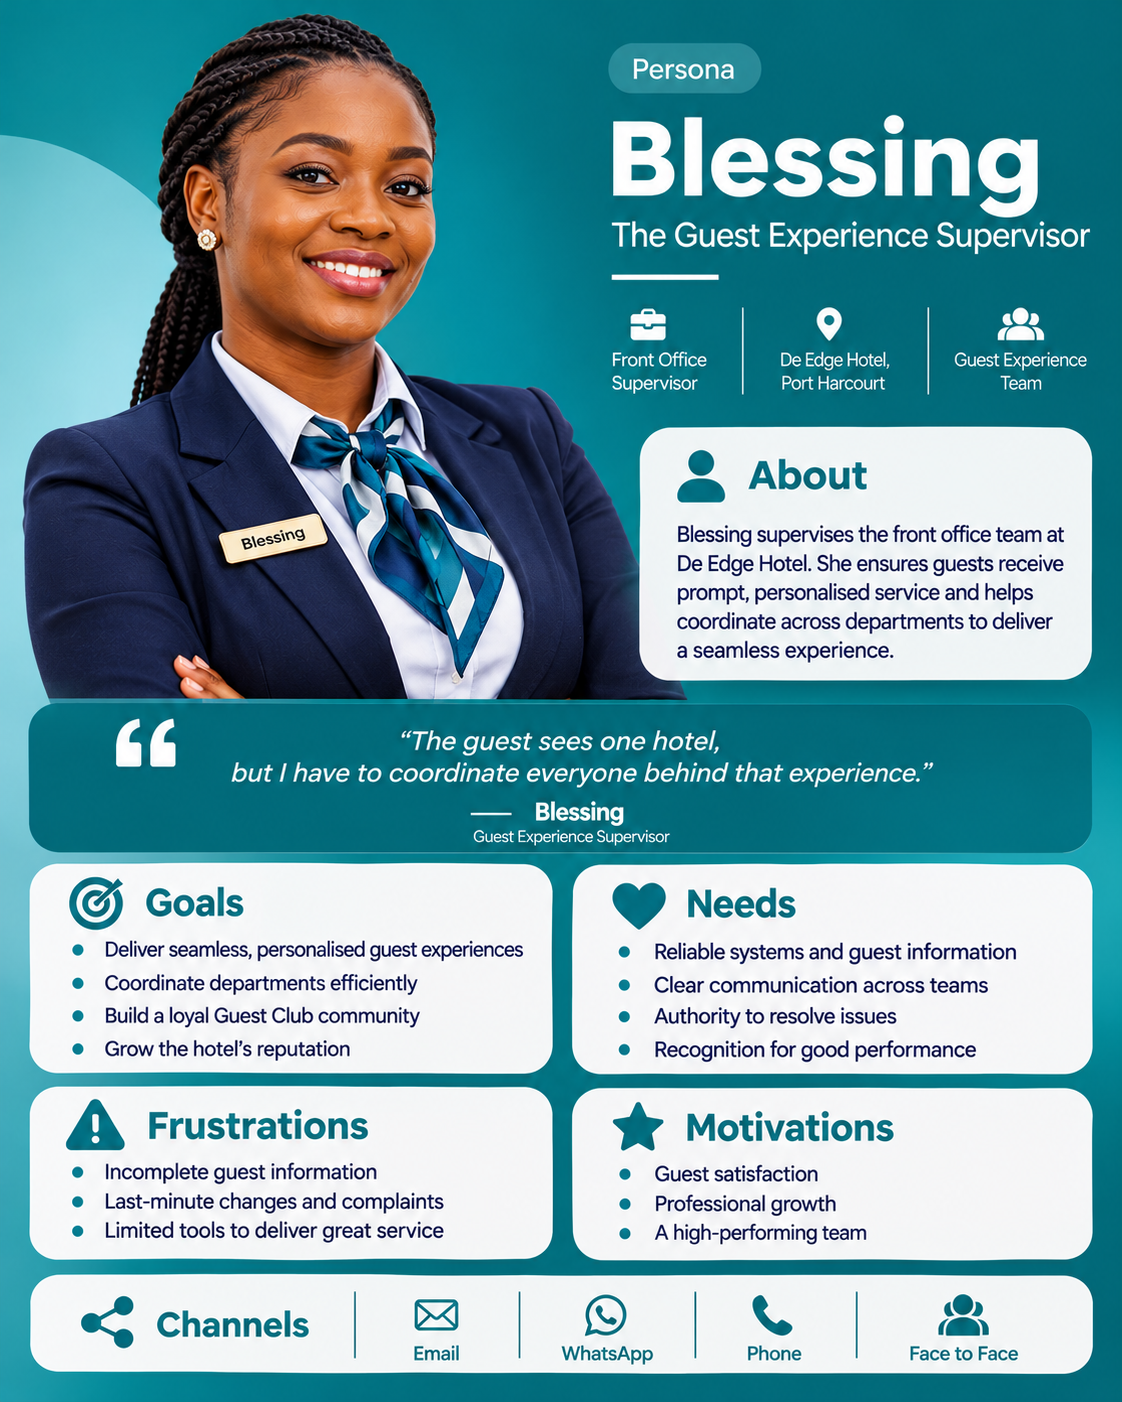 Persona
Blessing
The Guest Experience Supervisor
Front Office
Supervisor
De Edge Hotel,
Port Harcourt
Guest Experience
Team
Blessing
About
Blessing supervises the front office team at
De Edge Hotel. She ensures guests receive
prompt, personalised service and helps
coordinate across departments to deliver
a seamless experience.
“The guest sees one hotel,
but I have to coordinate everyone behind that experience.”
Blessing
Guest Experience Supervisor
Goals
Deliver seamless, personalised guest experiences
Coordinate departments efficiently
Build a loyal Guest Club community
Grow the hotel’s reputation
Needs
Reliable systems and guest information
Clear communication across teams
Authority to resolve issues
Recognition for good performance
Frustrations
Incomplete guest information
Last-minute changes and complaints
Limited tools to deliver great service
Motivations
Guest satisfaction
Professional growth
A high-performing team
Channels
Email
WhatsApp
Phone
Face to Face